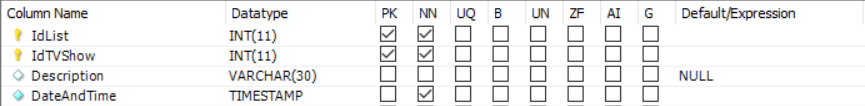 Column Name Datatype PK NN UQ B UN ZF AI G Default/Expression
IdList INT(11)
IdTVShow INT(11)
Description VARCHAR(30) NULL
DateAndTime TIMESTAMP